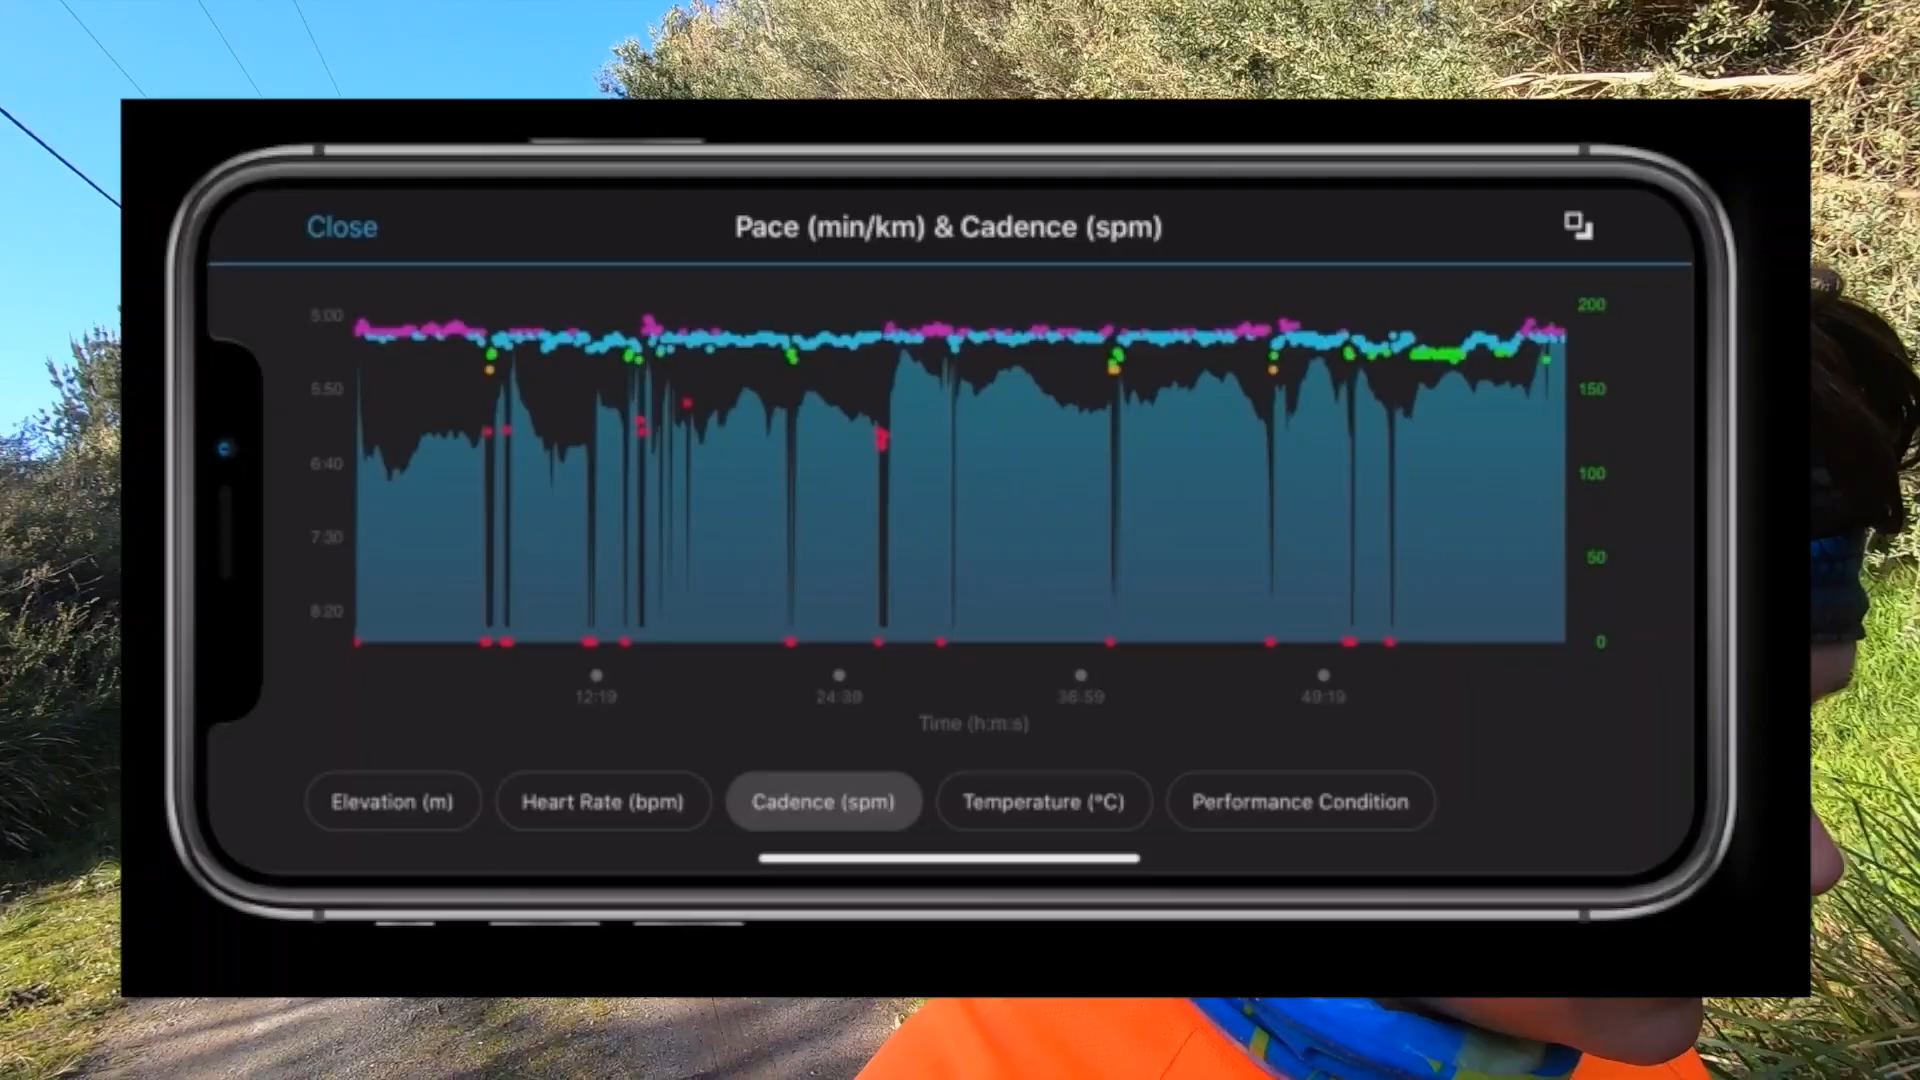 Close
Pace (min/km) & Cadence (spm)
5:00
5:50
6:40
7:30
8:20
200
150
100
50
0
12:19
24:39
36:59
49:19
Time (h:m:s)
Elevation (m)
Heart Rate (bpm)
Cadence (spm)
Temperature (°C)
Performance Condition